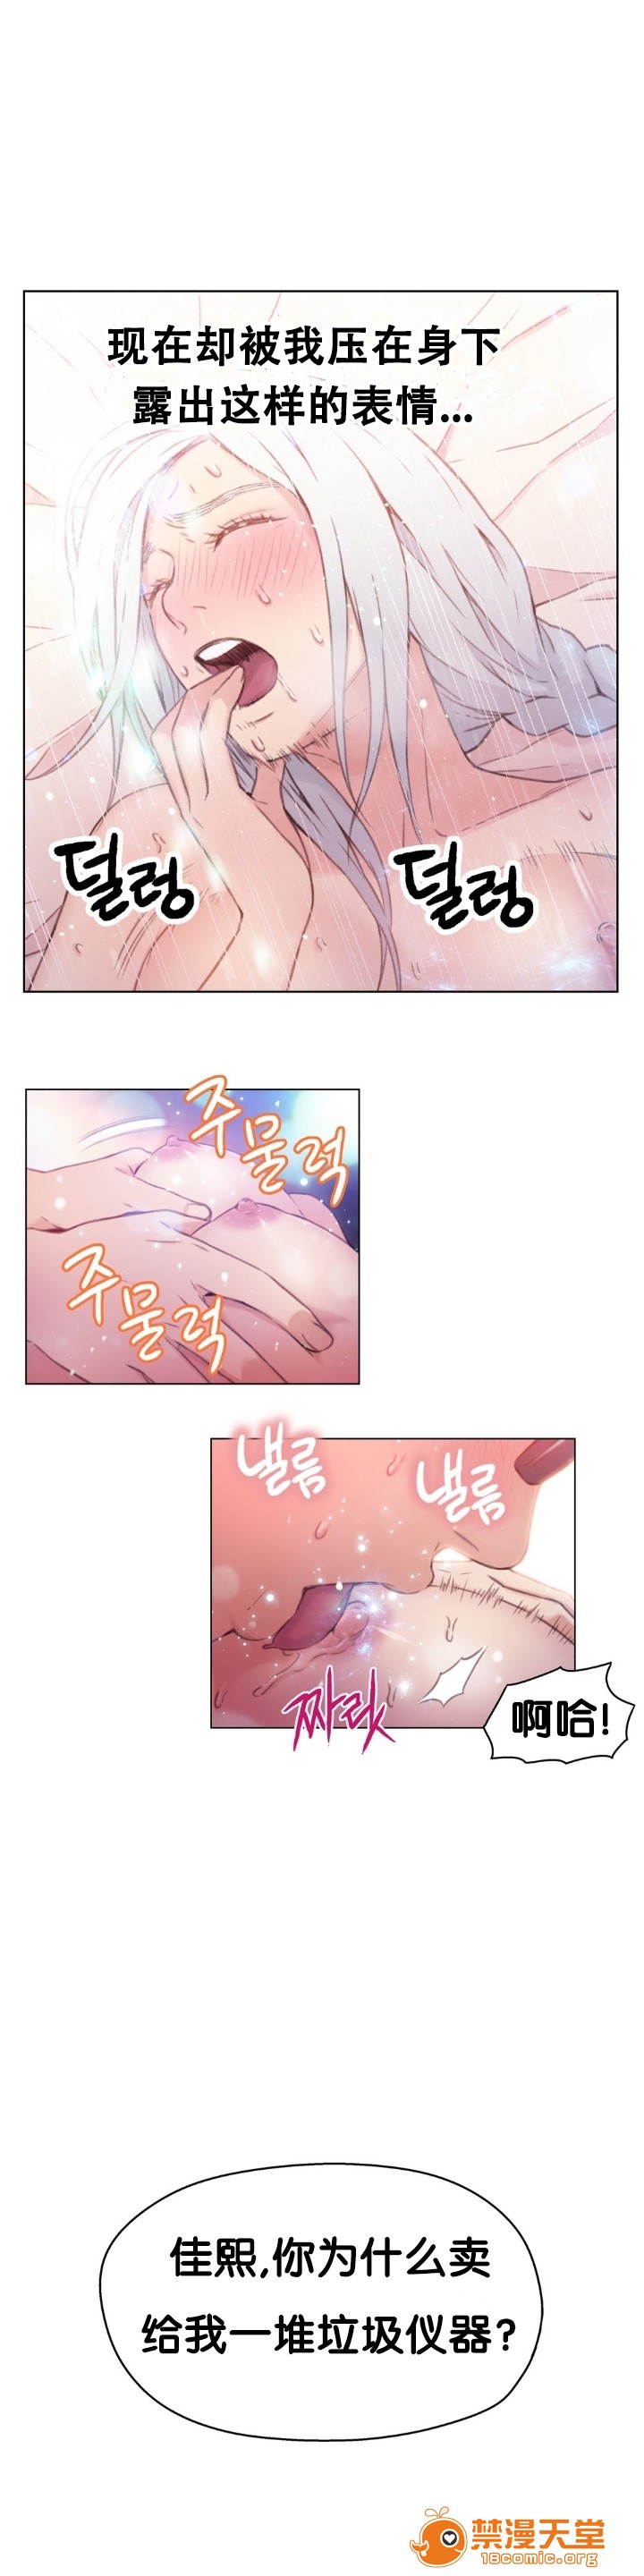 现在却被我压在身下
露出这样的表情...
덜렁
덜렁
주물럭
주물럭
낼름
낼름
짜릿
啊哈!
佳熙,你为什么卖
给我一堆垃圾仪器?
禁漫天堂
18comic.org